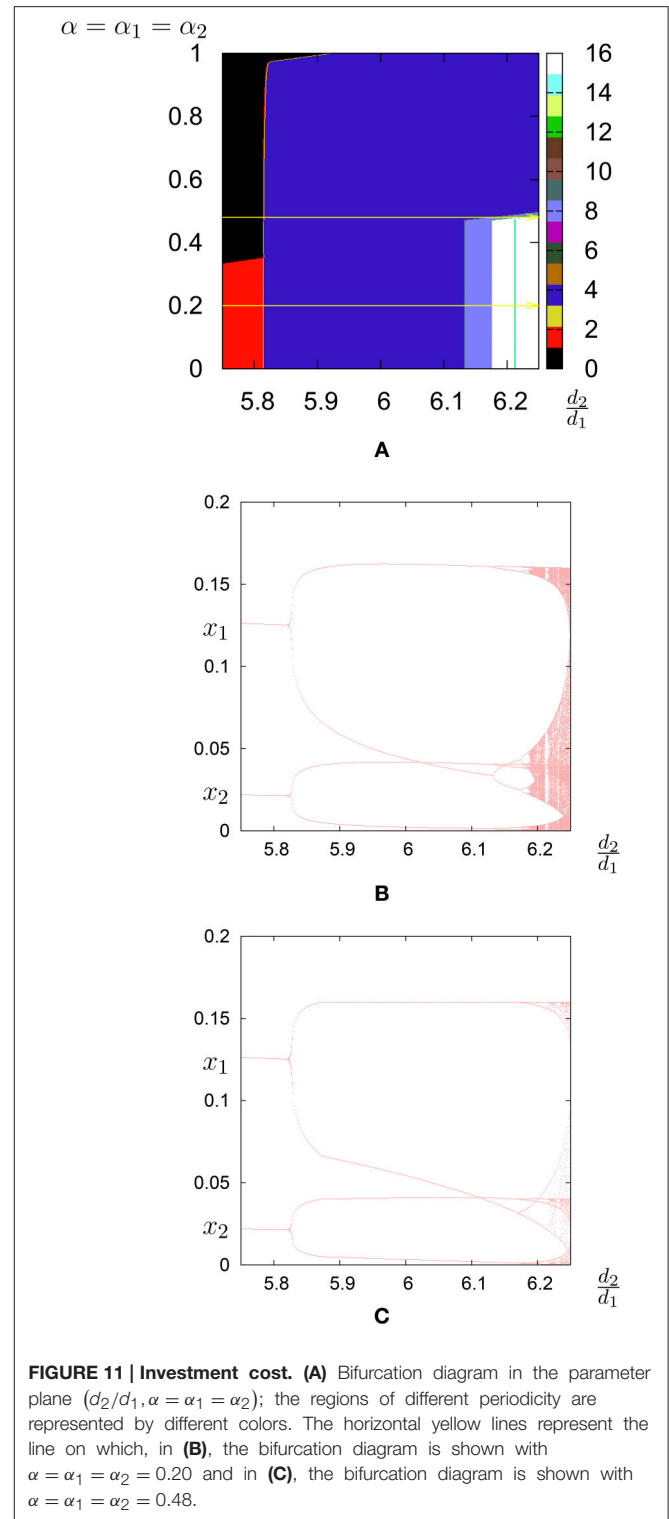 α = α₁ = α₂
1
0.8
0.6
0.4
0.2
0
16
14
12
10
8
6
4
2
0
5.8 5.9 6 6.1 6.2 d₂/d₁
A
0.2
0.15
x₁
0.1
0.05
x₂
0
5.8 5.9 6 6.1 6.2 d₂/d₁
B
0.2
0.15
x₁
0.1
0.05
x₂
0
5.8 5.9 6 6.1 6.2 d₂/d₁
C
FIGURE 11 | Investment cost. (A) Bifurcation diagram in the parameter
plane (d₂/d₁, α = α₁ = α₂); the regions of different periodicity are
represented by different colors. The horizontal yellow lines represent the
line on which, in (B), the bifurcation diagram is shown with
α = α₁ = α₂ = 0.20 and in (C), the bifurcation diagram is shown with
α = α₁ = α₂ = 0.48.